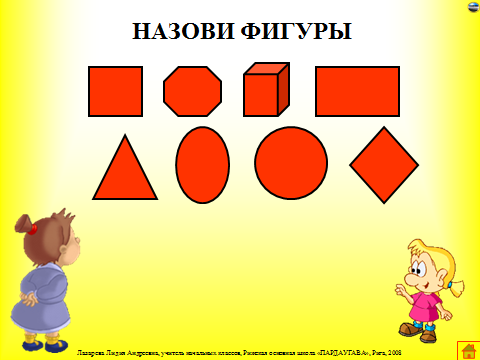 НАЗОВИ ФИГУРЫ
Лазарева Лидия Андреевна, учитель начальных классов, Рижская основная школа «ПАРДАУГАВА», Рига, 2008